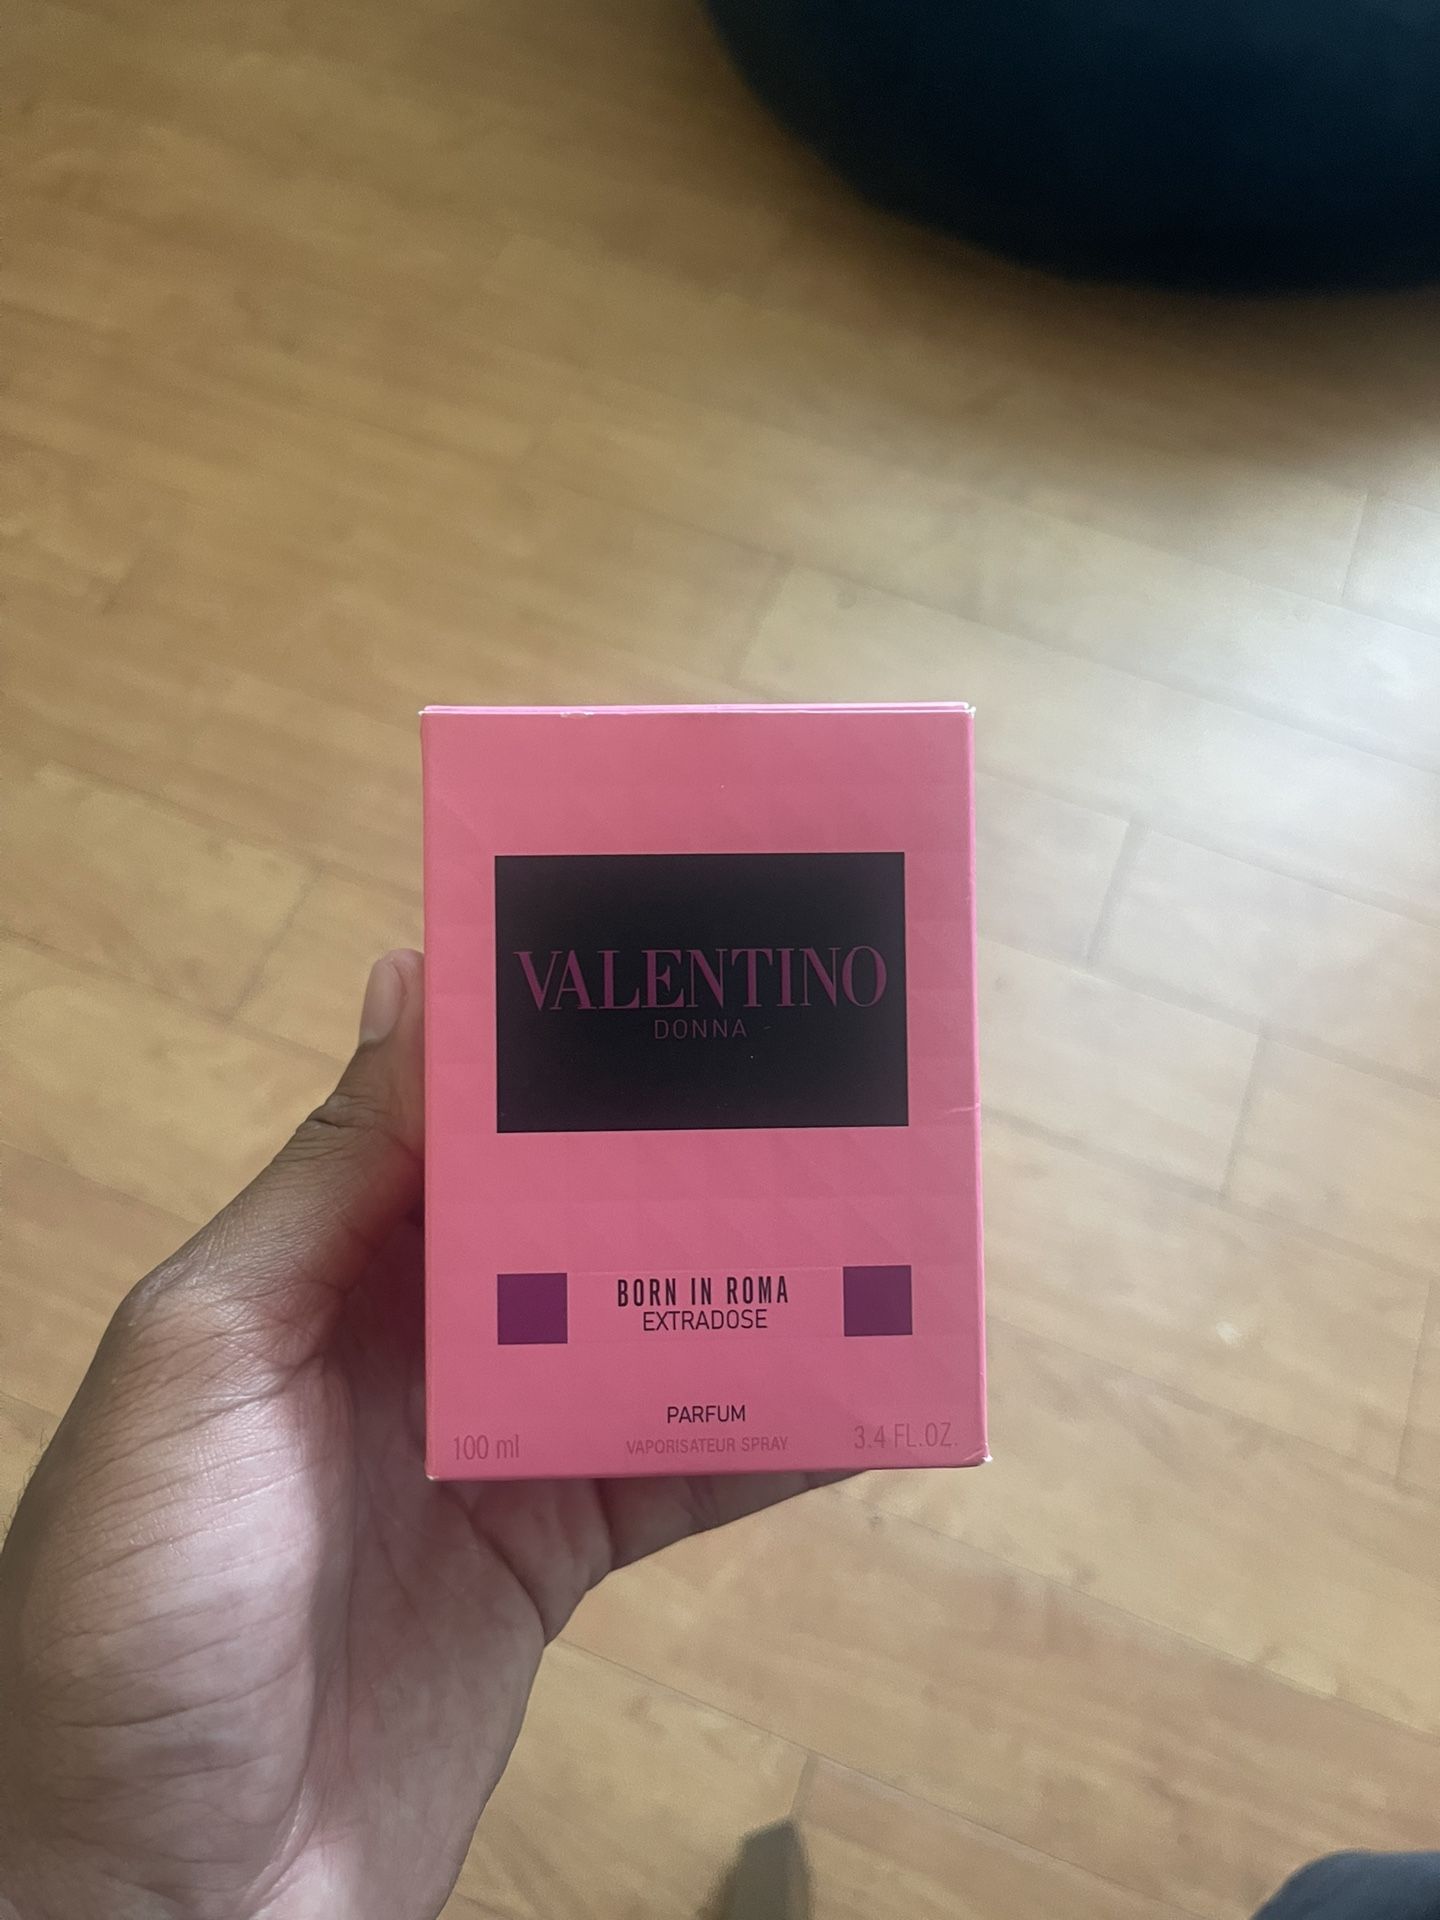 VALENTINO
DONNA
BORN IN ROMA
EXTRADOSE
PARFUM
100 ml VAPORISATEUR SPRAY 3.4 FL.OZ.